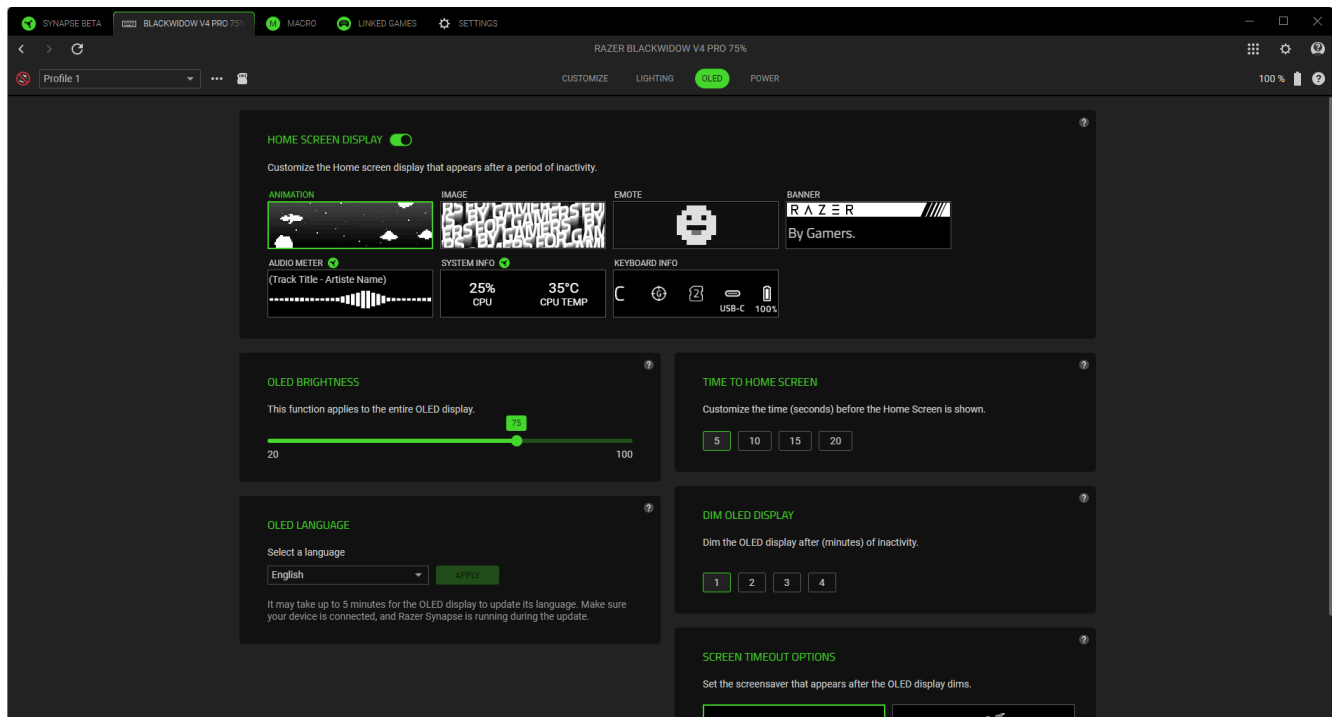 SYNAPSE BETA
BLACKWIDOW V4 PRO 75%
MACRO
LINKED GAMES
SETTINGS
RAZER BLACKWIDOW V4 PRO 75%
Profile 1
CUSTOMIZE
LIGHTING
OLED
POWER
100 %
HOME SCREEN DISPLAY
Customize the Home screen display that appears after a period of inactivity.
ANIMATION
IMAGE
EMOTE
BANNER
RAZER
By Gamers.
AUDIO METER
SYSTEM INFO
KEYBOARD INFO
(Track Title - Artiste Name)
25%
CPU
35°C
CPU TEMP
C
G
2
USB-C
100%
OLED BRIGHTNESS
This function applies to the entire OLED display.
75
20
100
TIME TO HOME SCREEN
Customize the time (seconds) before the Home Screen is shown.
5
10
15
20
OLED LANGUAGE
Select a language
English
APPLY
It may take up to 5 minutes for the OLED display to update its language. Make sure
your device is connected, and Razer Synapse is running during the update.
DIM OLED DISPLAY
Dim the OLED display after (minutes) of inactivity.
1
2
3
4
SCREEN TIMEOUT OPTIONS
Set the screensaver that appears after the OLED display dims.